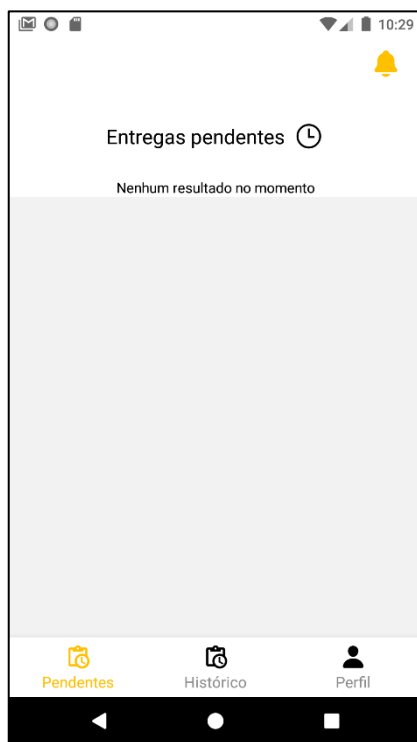 10:29
Entregas pendentes
Nenhum resultado no momento
Pendentes
Histórico
Perfil